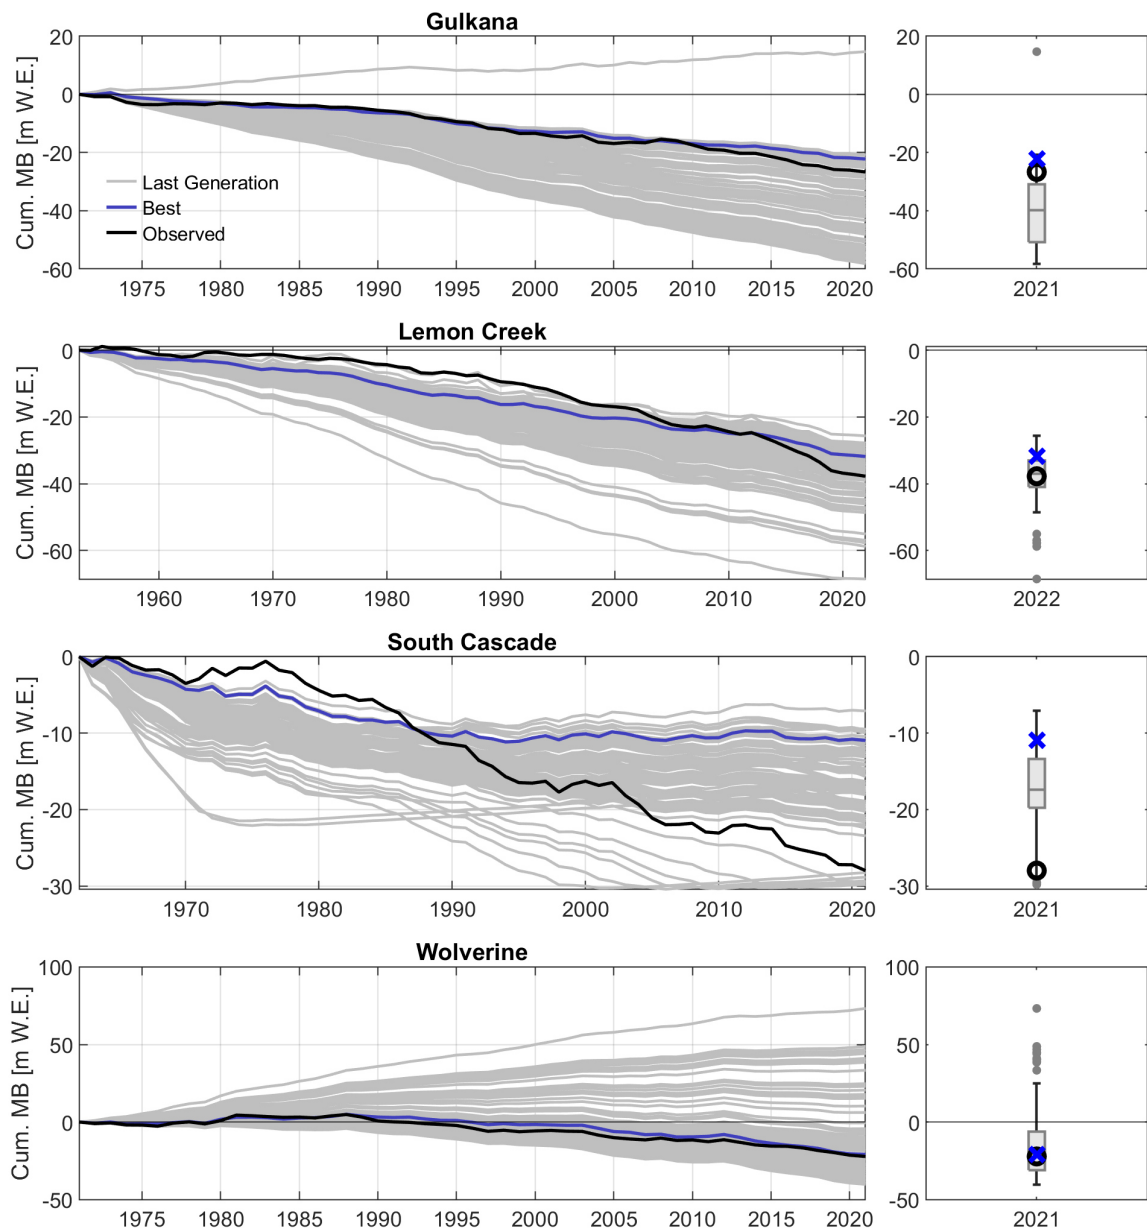 Gulkana
Cum. MB [m W.E.]
20
0
-20
-40
-60
Last Generation
Best
Observed
1975 1980 1985 1990 1995 2000 2005 2010 2015 2020
20
0
-20
-40
-60
2021
Lemon Creek
Cum. MB [m W.E.]
0
-20
-40
-60
1960 1970 1980 1990 2000 2010 2020
0
-20
-40
-60
2022
South Cascade
Cum. MB [m W.E.]
0
-10
-20
-30
1970 1980 1990 2000 2010 2020
0
-10
-20
-30
2021
Wolverine
Cum. MB [m W.E.]
100
50
0
-50
1975 1980 1985 1990 1995 2000 2005 2010 2015 2020
100
50
0
-50
2021